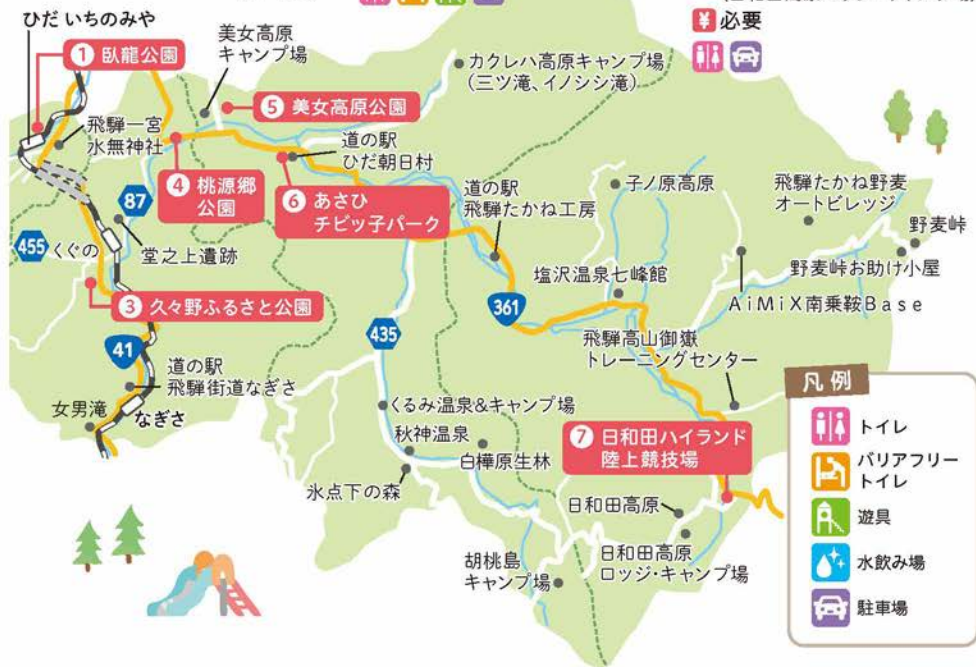 ¥ 必要
ひだ いちのみや
1 臥龍公園
美女高原
キャンプ場
カクレハ高原キャンプ場
(三ツ滝、イノシシ滝)
5 美女高原公園
飛騨一宮
水無神社
道の駅
ひだ朝日村
4 桃源郷
公園
6 あさひ
チビッ子パーク
道の駅
飛騨たかね工房
子ノ原高原
飛騨たかね野麦
オートビレッジ
野麦峠
87
455
くぐの
堂之上遺跡
塩沢温泉七峰館
野麦峠お助け小屋
AiMiX南乗鞍Base
3 久々野ふるさと公園
361
435
飛騨高山御嶽
トレーニングセンター
41
道の駅
飛騨街道なぎさ
女男滝
なぎさ
くるみ温泉&キャンプ場
秋神温泉
白樺原生林
氷点下の森
7 日和田ハイランド
陸上競技場
日和田高原
日和田高原
ロッジ・キャンプ場
胡桃島
キャンプ場
凡例
トイレ
バリアフリー
トイレ
遊具
水飲み場
駐車場